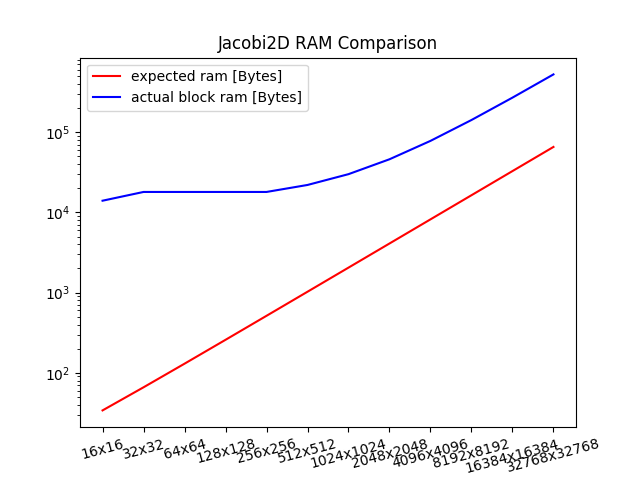 Jacobi2D RAM Comparison
expected ram [Bytes]
actual block ram [Bytes]
10^5
10^4
10^3
10^2
16x16
32x32
64x64
128x128
256x256
512x512
1024x1024
2048x2048
4096x4096
8192x8192
16384x16384
32768x32768